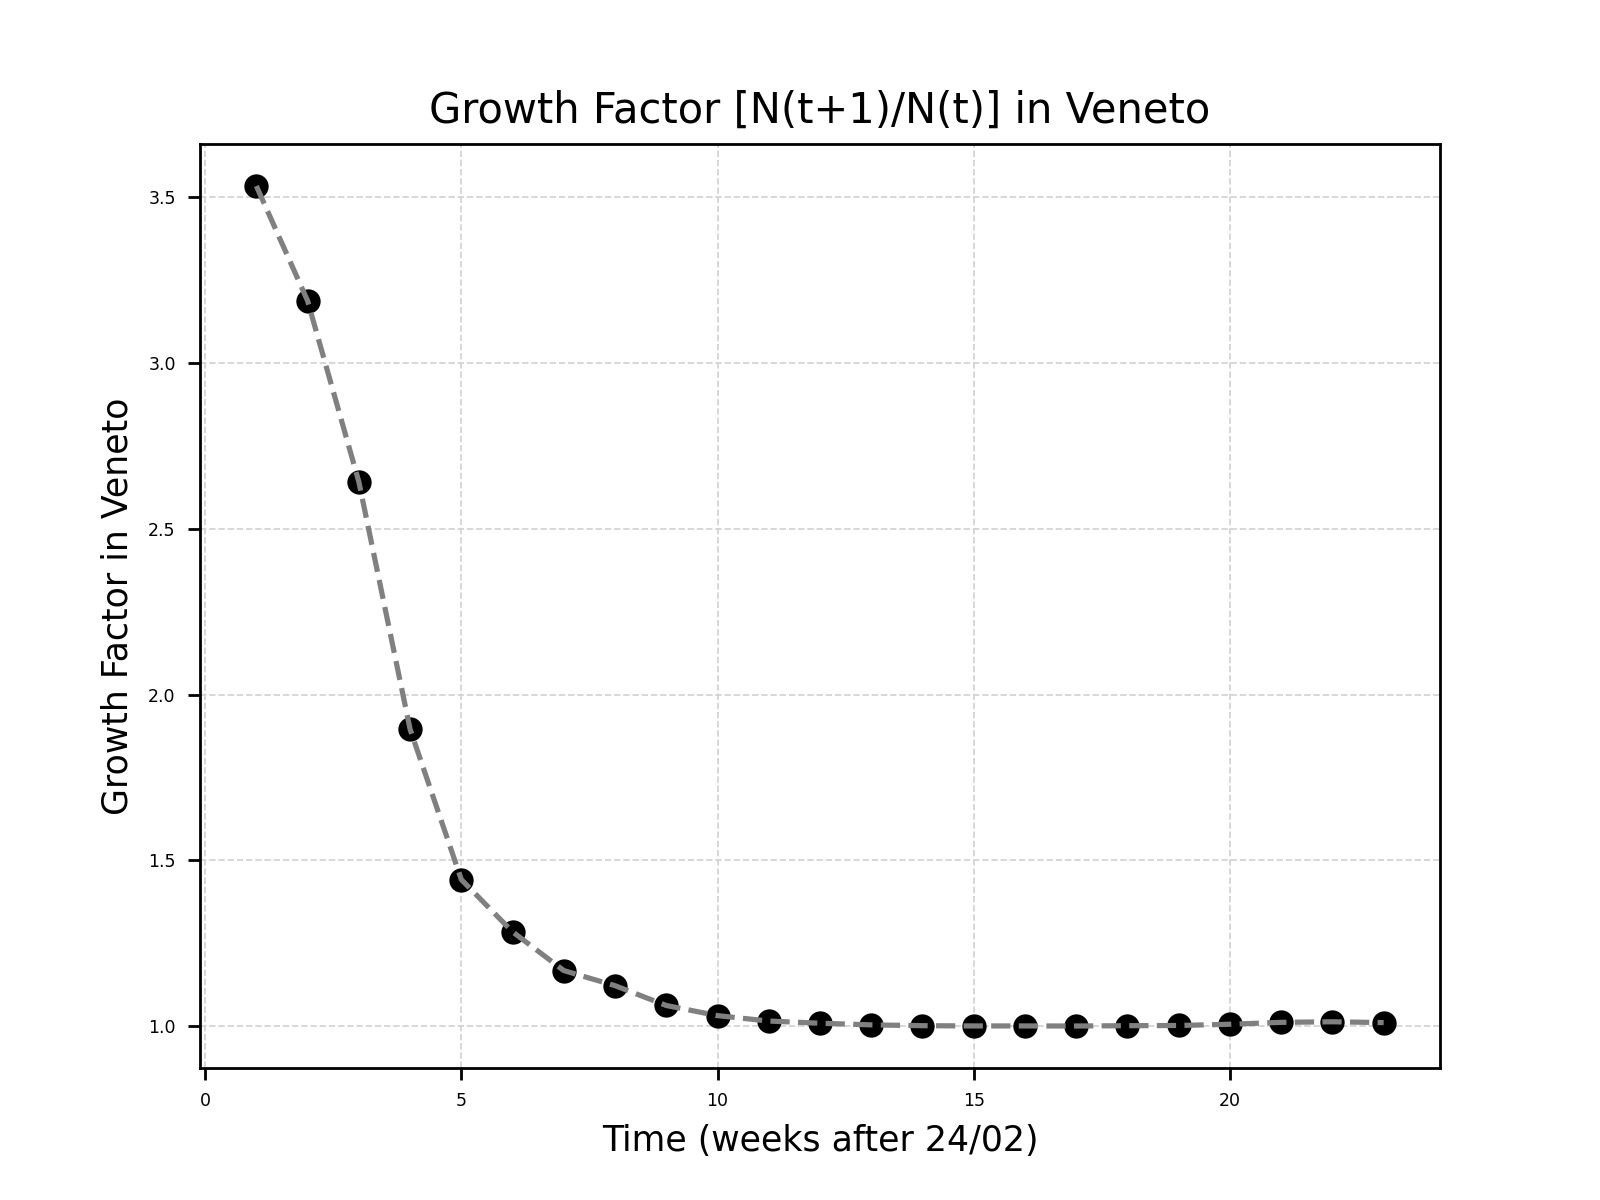 Growth Factor [N(t+1)/N(t)] in Veneto
Growth Factor in Veneto
3.5
3.0
2.5
2.0
1.5
1.0
0 5 10 15 20
Time (weeks after 24/02)